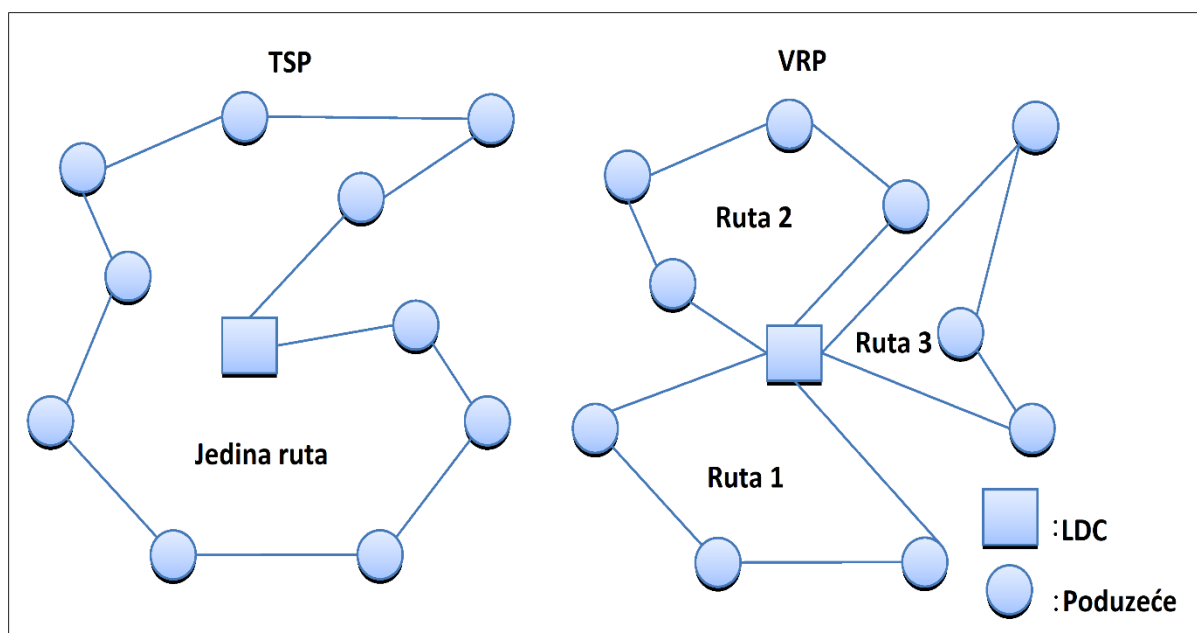 TSP
Jedina ruta
VRP
Ruta 2
Ruta 3
Ruta 1
:LDC
:Poduzeće